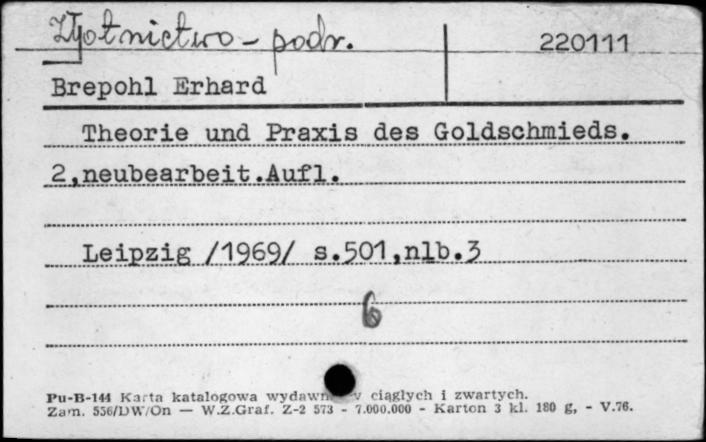 Złotnictwo - podr.
220111
Brepohl Erhard
Theorie und Praxis des Goldschmieds.
2,neubearbeit.Aufl.
Leipzig /1969/ s.501,nlb.3
6
Pu-B-144 Karta katalogowa wydawn v ciągłych i zwartych.
Zam. 556/DW/On — W.Z.Graf. Z-2 573 - 7.000.000 - Karton 3 kl. 180 g, - V.76.